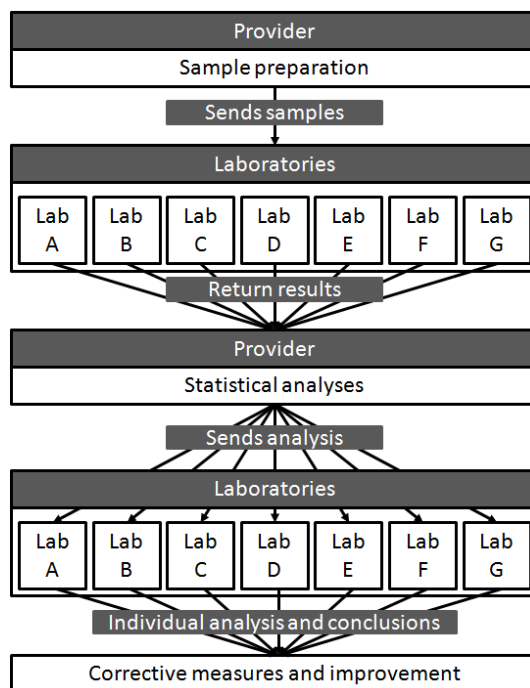 Provider
Sample preparation
Sends samples
Laboratories
Lab Lab Lab Lab Lab Lab Lab
A B C D E F G
Return results
Provider
Statistical analyses
Sends analysis
Laboratories
Lab Lab Lab Lab Lab Lab Lab
A B C D E F G
Individual analysis and conclusions
Corrective measures and improvement